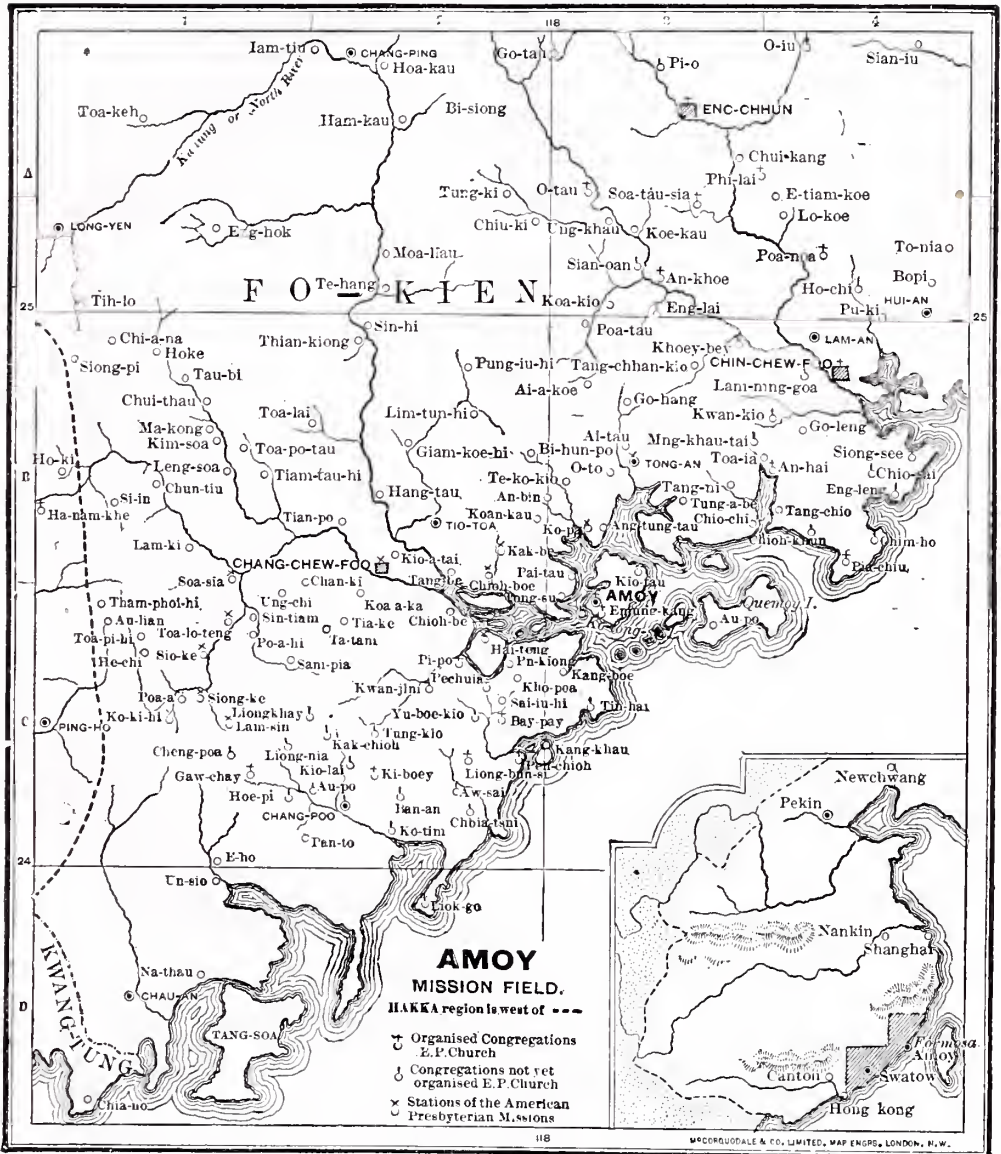 1 118 3 4
Iam-tiu CHANG-PING Go-tau O-iu
Hoa-kau Pi-o Sian-iu
Toa-keh Ka-lung or North River Ham-kau Bi-siong ENC-CHHUN
Chui-kang
A
Tung-ki O-tau Soa-tau-sia Phi-lai E-tiam-koe
LONG-YEN Chiu-ki Ung-khau Koe-kau Lo-koe
Moa-liau Poa-noa To-nia
Sian-oan An-khoe Bopi
FO-KIEN
Te-hang Koa-kio Eng-lai Ho-chi HUI-AN
Tih-lo Pu-ki
25 25
Sin-hi Poa-tau LAM-AN
Chi-a-na Thian-kiong Khoey-bey
Siong-pi Hoke Pung-iu-hi Tang-chhan-kio CHIN-CHEW-FOO
Tau-bi Ai-a-koe Lam-mng-goa
Chui-thau Toa-lai Lim-tun-hi Go-hang Kwan-kio
Ma-kong Go-leng
Kim-soa Toa-po-tau Giam-koe-hi Bi-hun-po Mng-khau-tai Siong-see
Ho-ki B Leng-soa Tiam-tau-hi O-to TONG-AN Toa-ia An-hai
Chun-tiu Te-ko-kio Tang-ni Eng-leng
Si-in Hang-tau An-bin Tung-a-be Tang-chio
Ha-nam-khe Tian-po TIO-TOA Koan-kau Ang-tung-tau Chio-chi
Lam-ki Kio-a-tai Kak-be Chim-ho
CHANG-CHEW-FOO Pai-tau Kio-tau
Soa-sia Chan-ki Chioh-boe
AMOY Quemoy I.
Tham-phoi-hi Ung-chi Koa a-ka Chioh-be
Au-lian Sin-tiam Tia-ke Au-po
Toa-pi-hi Toa-lo-teng Ta-tam Hai-teng
He-chi Sio-ke Po-a-hi Sani-pia Pi-po Pn-kiong
Pechuia Kang-boe
Poa-a Siong-ke Kwan-jini Kho-poa
Sai-iu-hi
C Ko-ki-hi Liongkhay Yu-boe-kio Tin-hai
PING-HO Lam-sin Bay-pay
Tung-kio
Cheng-poa Liong-nia Kak-chioh Kang-khau
Gaw-chay Kio-lai Ki-boey Liong-bun-si Peh-chioh
Hoe-pi Au-po Ban-an Aw-sai
CHANG-POO Ko-tim
Pan-to
24 E-ho
Un-sio Liok-go
KWANG-TUNG
Na-thau
D CHAU-AN
TANG-SOA
Chia-no
118
AMOY
MISSION FIELD.
HAKKA region is west of
Organised Congregations
E.P.Church
Congregations not yet
organised E.P.Church
Stations of the American
Presbyterian Missions
Newchwang
Pekin
Nankin
Shanghai
Formosa
Amoy
Canton Swatow
Hong kong
McCORQUODALE & CO. LIMITED, MAP ENGRS, LONDON, N.W.